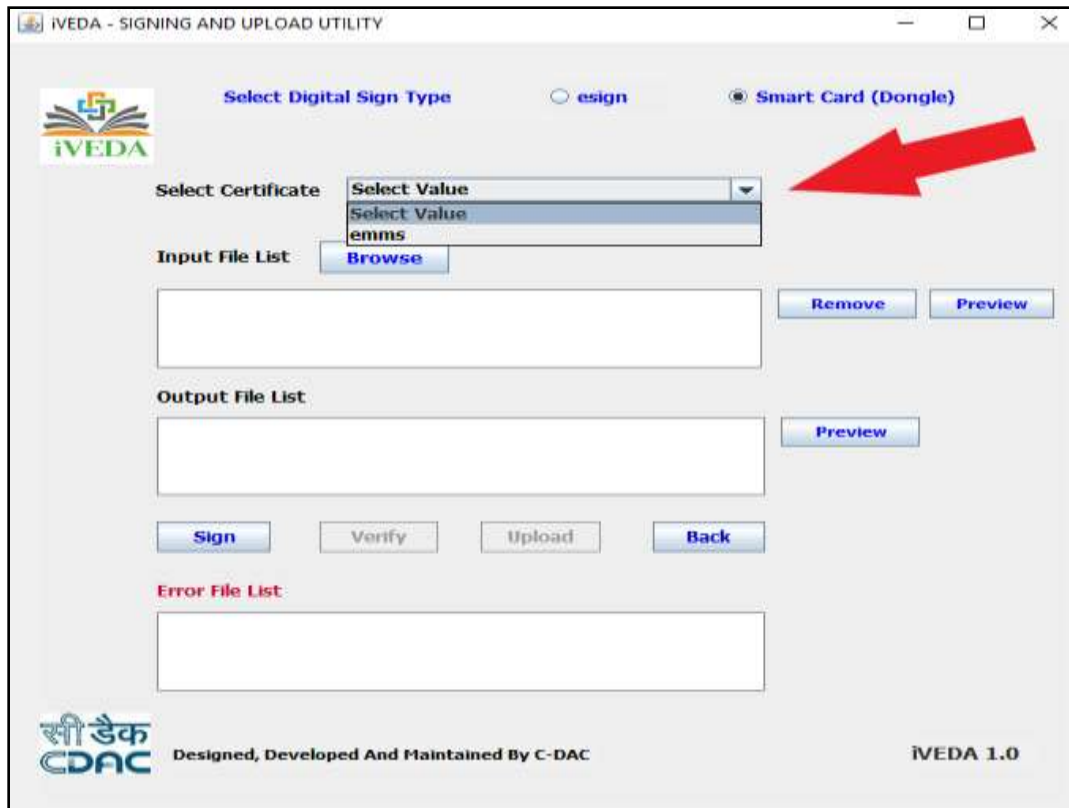 iVEDA - SIGNING AND UPLOAD UTILITY
Select Digital Sign Type esign Smart Card (Dongle)
iVEDA
Select Certificate Select Value
Select Value
emms
Input File List Browse
Remove Preview
Output File List
Preview
Sign Verify Upload Back
Error File List
सी डैक
CDAC
Designed, Developed And Maintained By C-DAC iVEDA 1.0